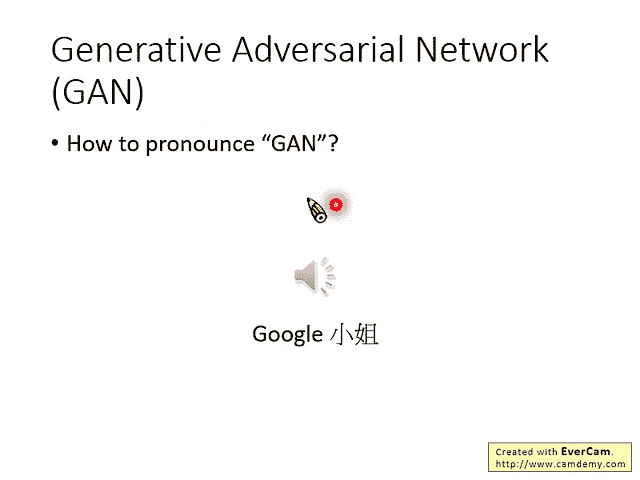 Generative Adversarial Network
(GAN)
• How to pronounce “GAN”?
Google 小姐
Created with EverCam.
http://www.camdemy.com